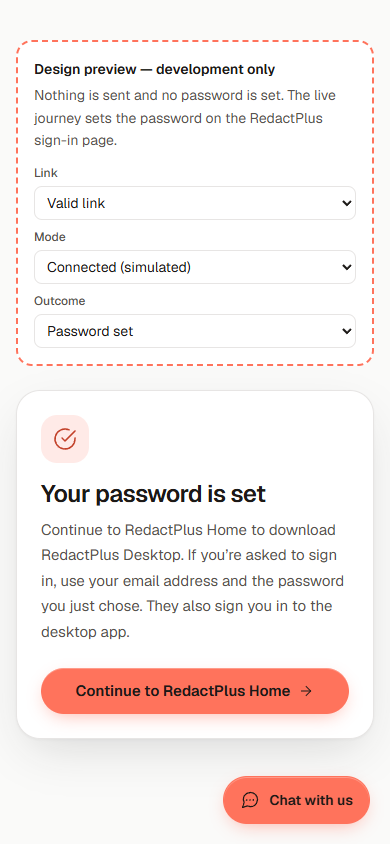 Design preview — development only
Nothing is sent and no password is set. The live
journey sets the password on the RedactPlus
sign-in page.
Link
Valid link
Mode
Connected (simulated)
Outcome
Password set
Your password is set
Continue to RedactPlus Home to download
RedactPlus Desktop. If you’re asked to sign
in, use your email address and the password
you just chose. They also sign you in to the
desktop app.
Continue to RedactPlus Home →
Chat with us